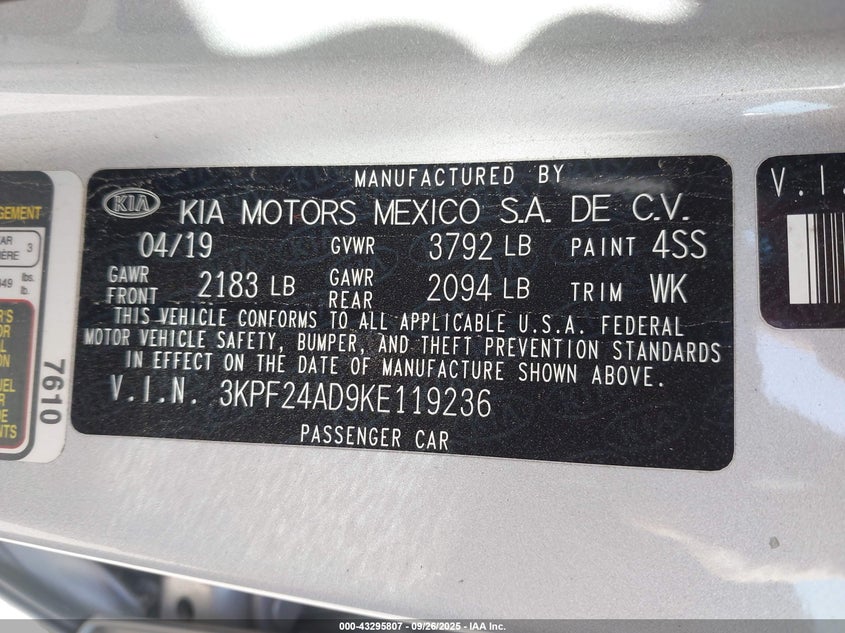 MANUFACTURED BY
KIA KIA MOTORS MEXICO S.A. DE C.V.
04/19 GVWR 3792 LB PAINT 4SS
GAWR FRONT 2183 LB GAWR REAR 2094 LB TRIM WK
THIS VEHICLE CONFORMS TO ALL APPLICABLE U.S.A. FEDERAL
MOTOR VEHICLE SAFETY, BUMPER, AND THEFT PREVENTION STANDARDS
IN EFFECT ON THE DATE OF MANUFACTURE SHOWN ABOVE.
V.I.N. 3KPF24AD9KE119236
PASSENGER CAR
7610
3
lbs.
V.I.
000-43295807 - 09/26/2025 - IAA Inc.